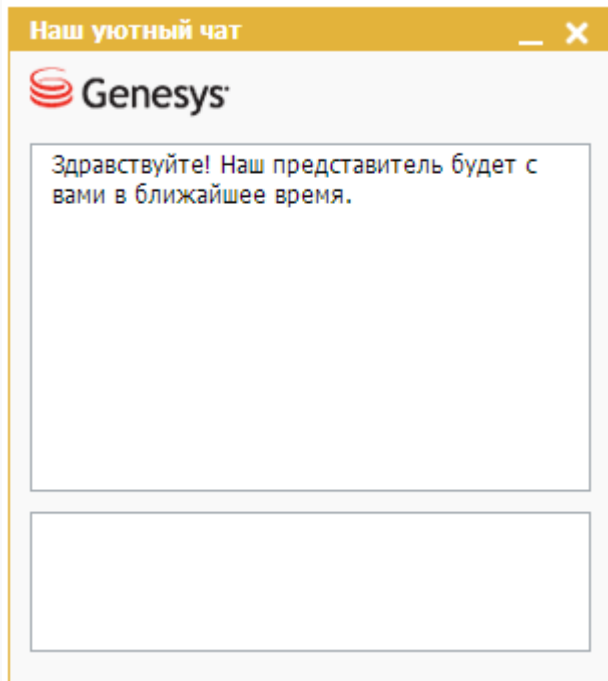 Наш уютный чат
Genesys
Здравствуйте! Наш представитель будет с
вами в ближайшее время.